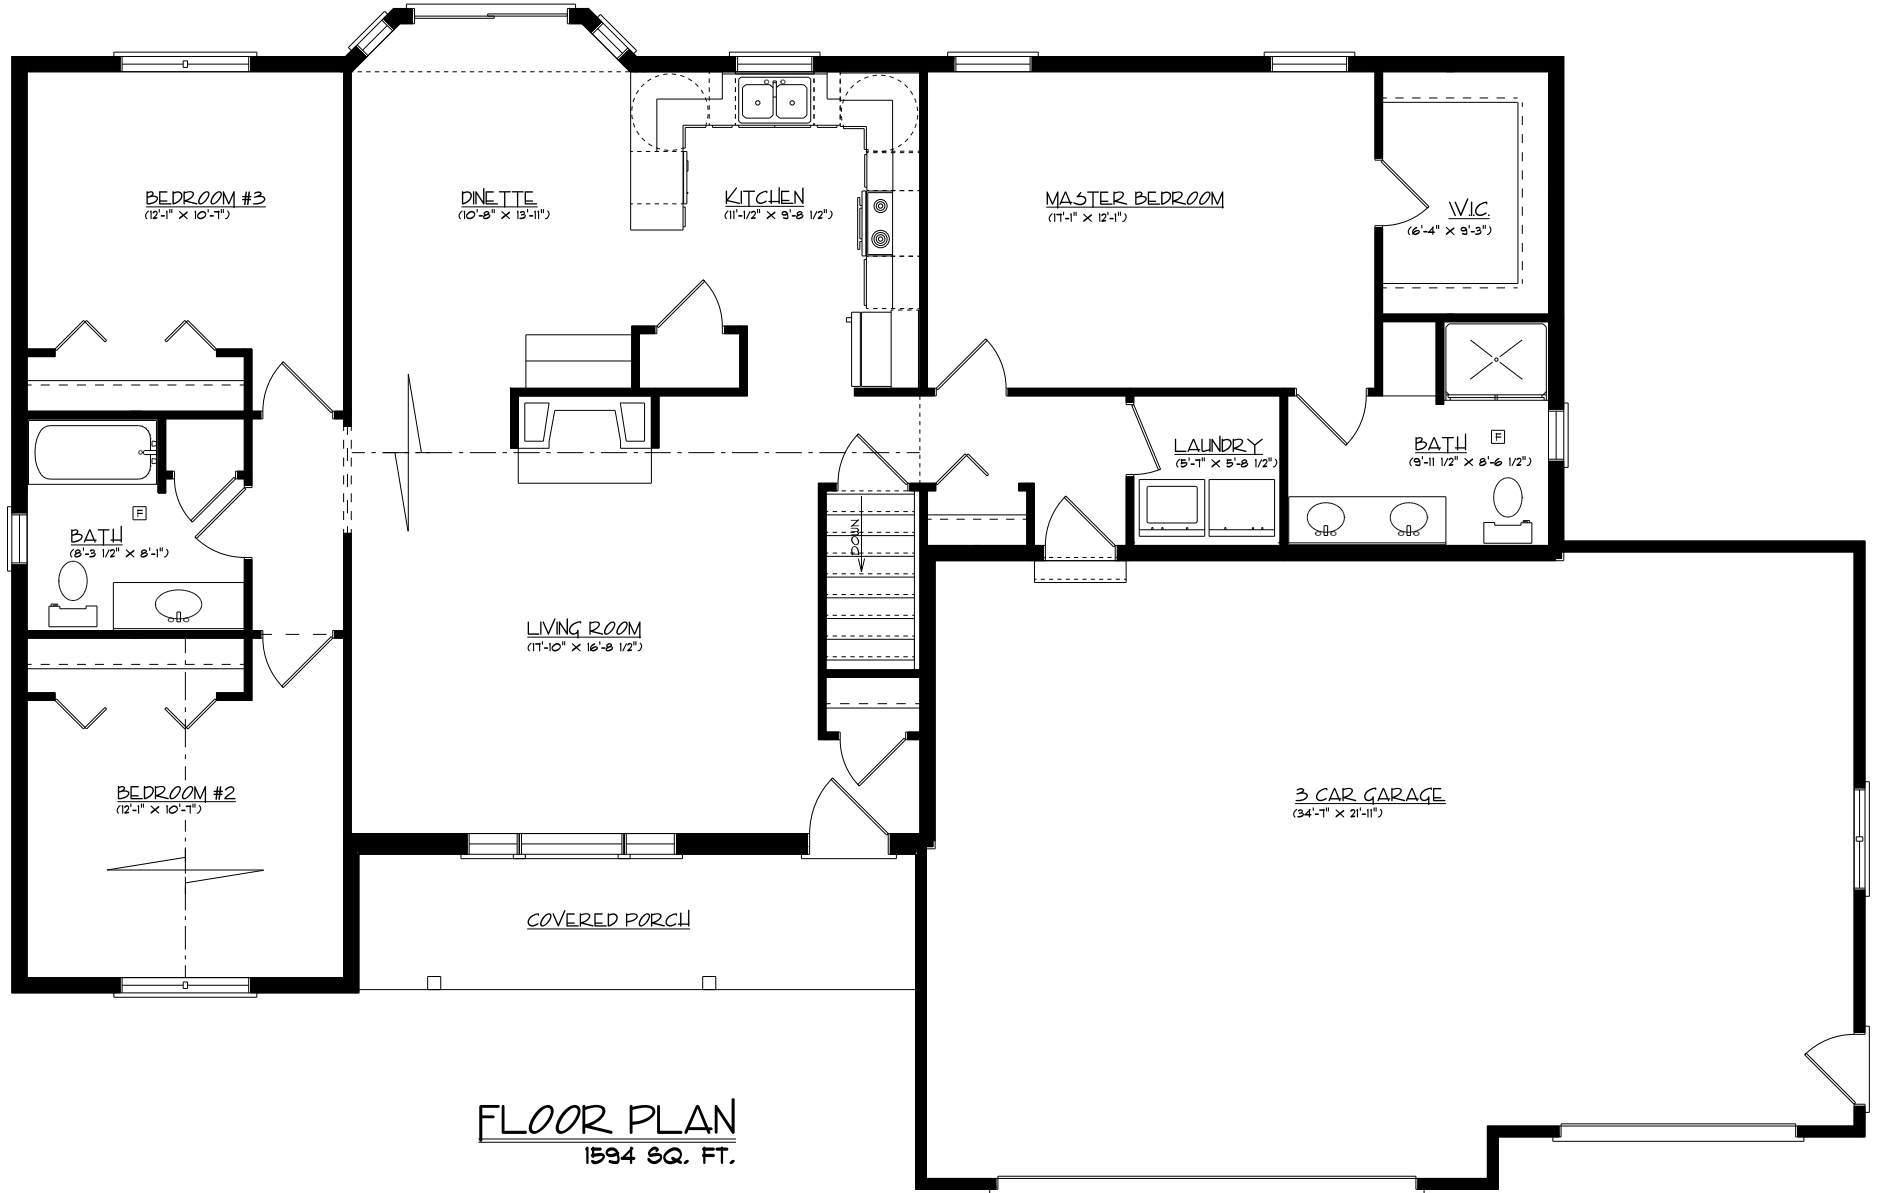 BEDROOM #3
(12'-1" X 10'-7")
DINETTE
(10'-8" X 13'-11")
KITCHEN
(11'-1/2" X 9'-8 1/2")
MASTER BEDROOM
(17'-1" X 12'-1")
W.I.C.
(6'-4" X 9'-3")
LAUNDRY
(5'-7" X 5'-8 1/2")
BATH
(9'-11 1/2" X 8'-6 1/2")
F
F
BATH
(8'-3 1/2" X 8'-1")
DOWN
LIVING ROOM
(17'-10" X 16'-8 1/2")
BEDROOM #2
(12'-1" X 10'-7")
3 CAR GARAGE
(34'-7" X 21'-11")
COVERED PORCH
FLOOR PLAN
1594 SQ. FT.